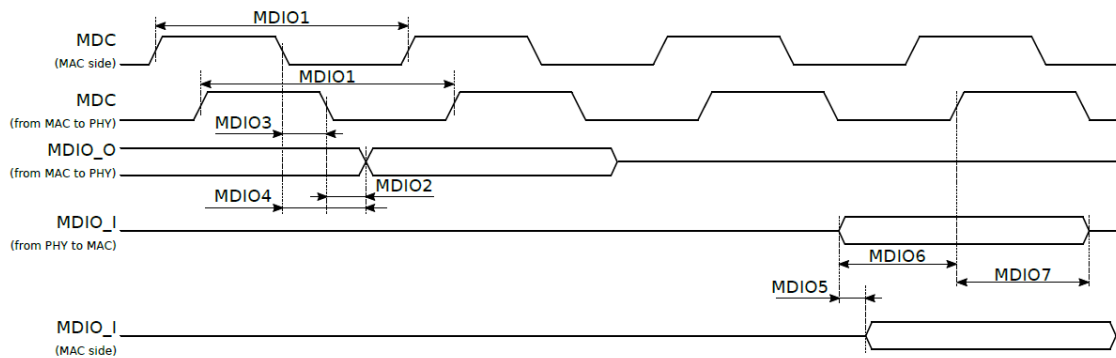 MDIO1
MDC
(MAC side)
MDIO1
MDC
(from MAC to PHY)
MDIO3
MDIO_O
(from MAC to PHY)
MDIO2
MDIO4
MDIO_I
(from PHY to MAC)
MDIO6
MDIO7
MDIO5
MDIO_I
(MAC side)